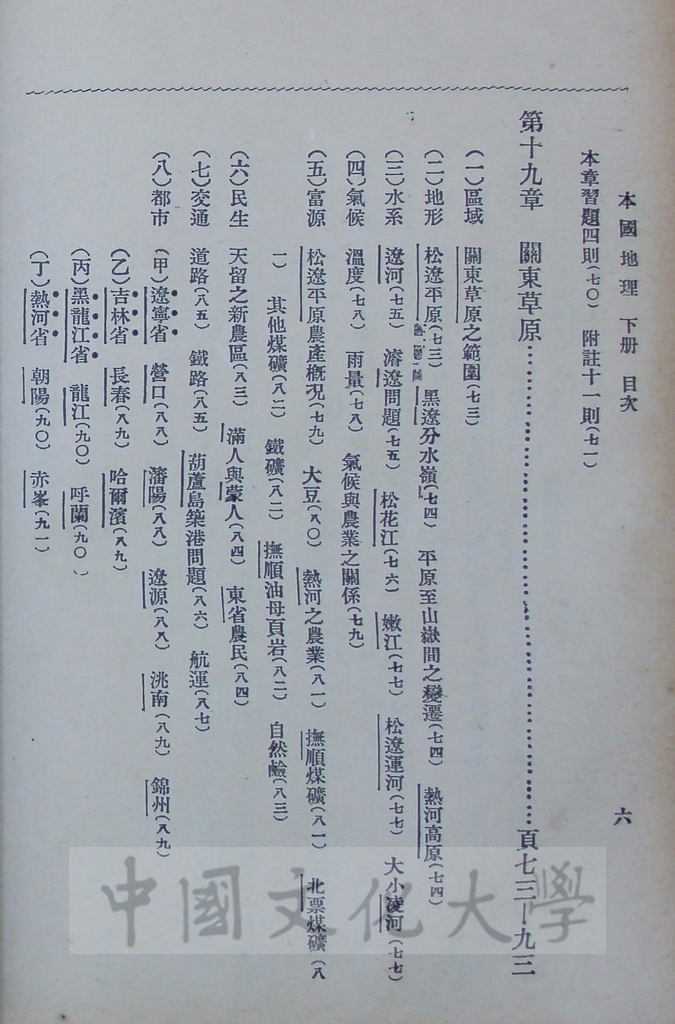 本國地理 下册 目次 六
本章習題四則(七〇) 附註十一則(七一)
第十九章 關東草原……頁七三—九三
(一)區域 關東草原之範圍(七三)
(二)地形 松遼平原(七三) 黑遼分水嶺(七四) 平原至山嶽間之變遷(七四) 熱河高原(七四)
(三)水系 遼河(七五) 濬遼問題(七五) 松花江(七六) 嫩江(七七) 松遼運河(七七) 大小凌河(七七)
(四)氣候 溫度(七八) 雨量(七八) 氣候與農業之關係(七九)
(五)富源 松遼平原農產概況(七九) 大豆(八〇) 熱河之農業(八一) 撫順煤礦(八一) 北票煤礦(八
一) 其他煤礦(八二) 鐵礦(八二) 撫順油母頁岩(八二) 自然鹼(八三)
(六)民生 天留之新農區(八三) 滿人與蒙人(八四) 東省農民(八四)
(七)交通 道路(八五) 鐵路(八五) 葫蘆島築港問題(八六) 航運(八七)
(八)都市 (甲)遼寧省 營口(八八) 瀋陽(八八) 遼源(八八) 洮南(八九) 錦州(八九)
(乙)吉林省 長春(八九) 哈爾濱(八九)
(丙)黑龍江省 龍江(九〇) 呼蘭(九〇)
(丁)熱河省 朝陽(九〇) 赤峯(九一)
中國文化大學